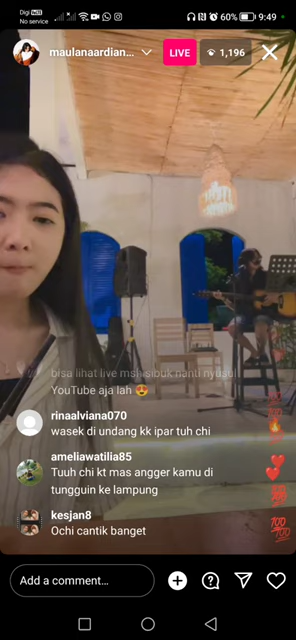 Digi VoLTE
No service
60% 9:49
maulanaardian...
LIVE
1,196
bisa lihat live msh sibuk nanti nyusul
YouTube aja lah 😍
rinaalviana070
wasek di undang kk ipar tuh chi
ameliawatilia85
Tuuh chi kt mas angger kamu di
tungguin ke lampung
kesjan8
Ochi cantik banget
Add a comment...